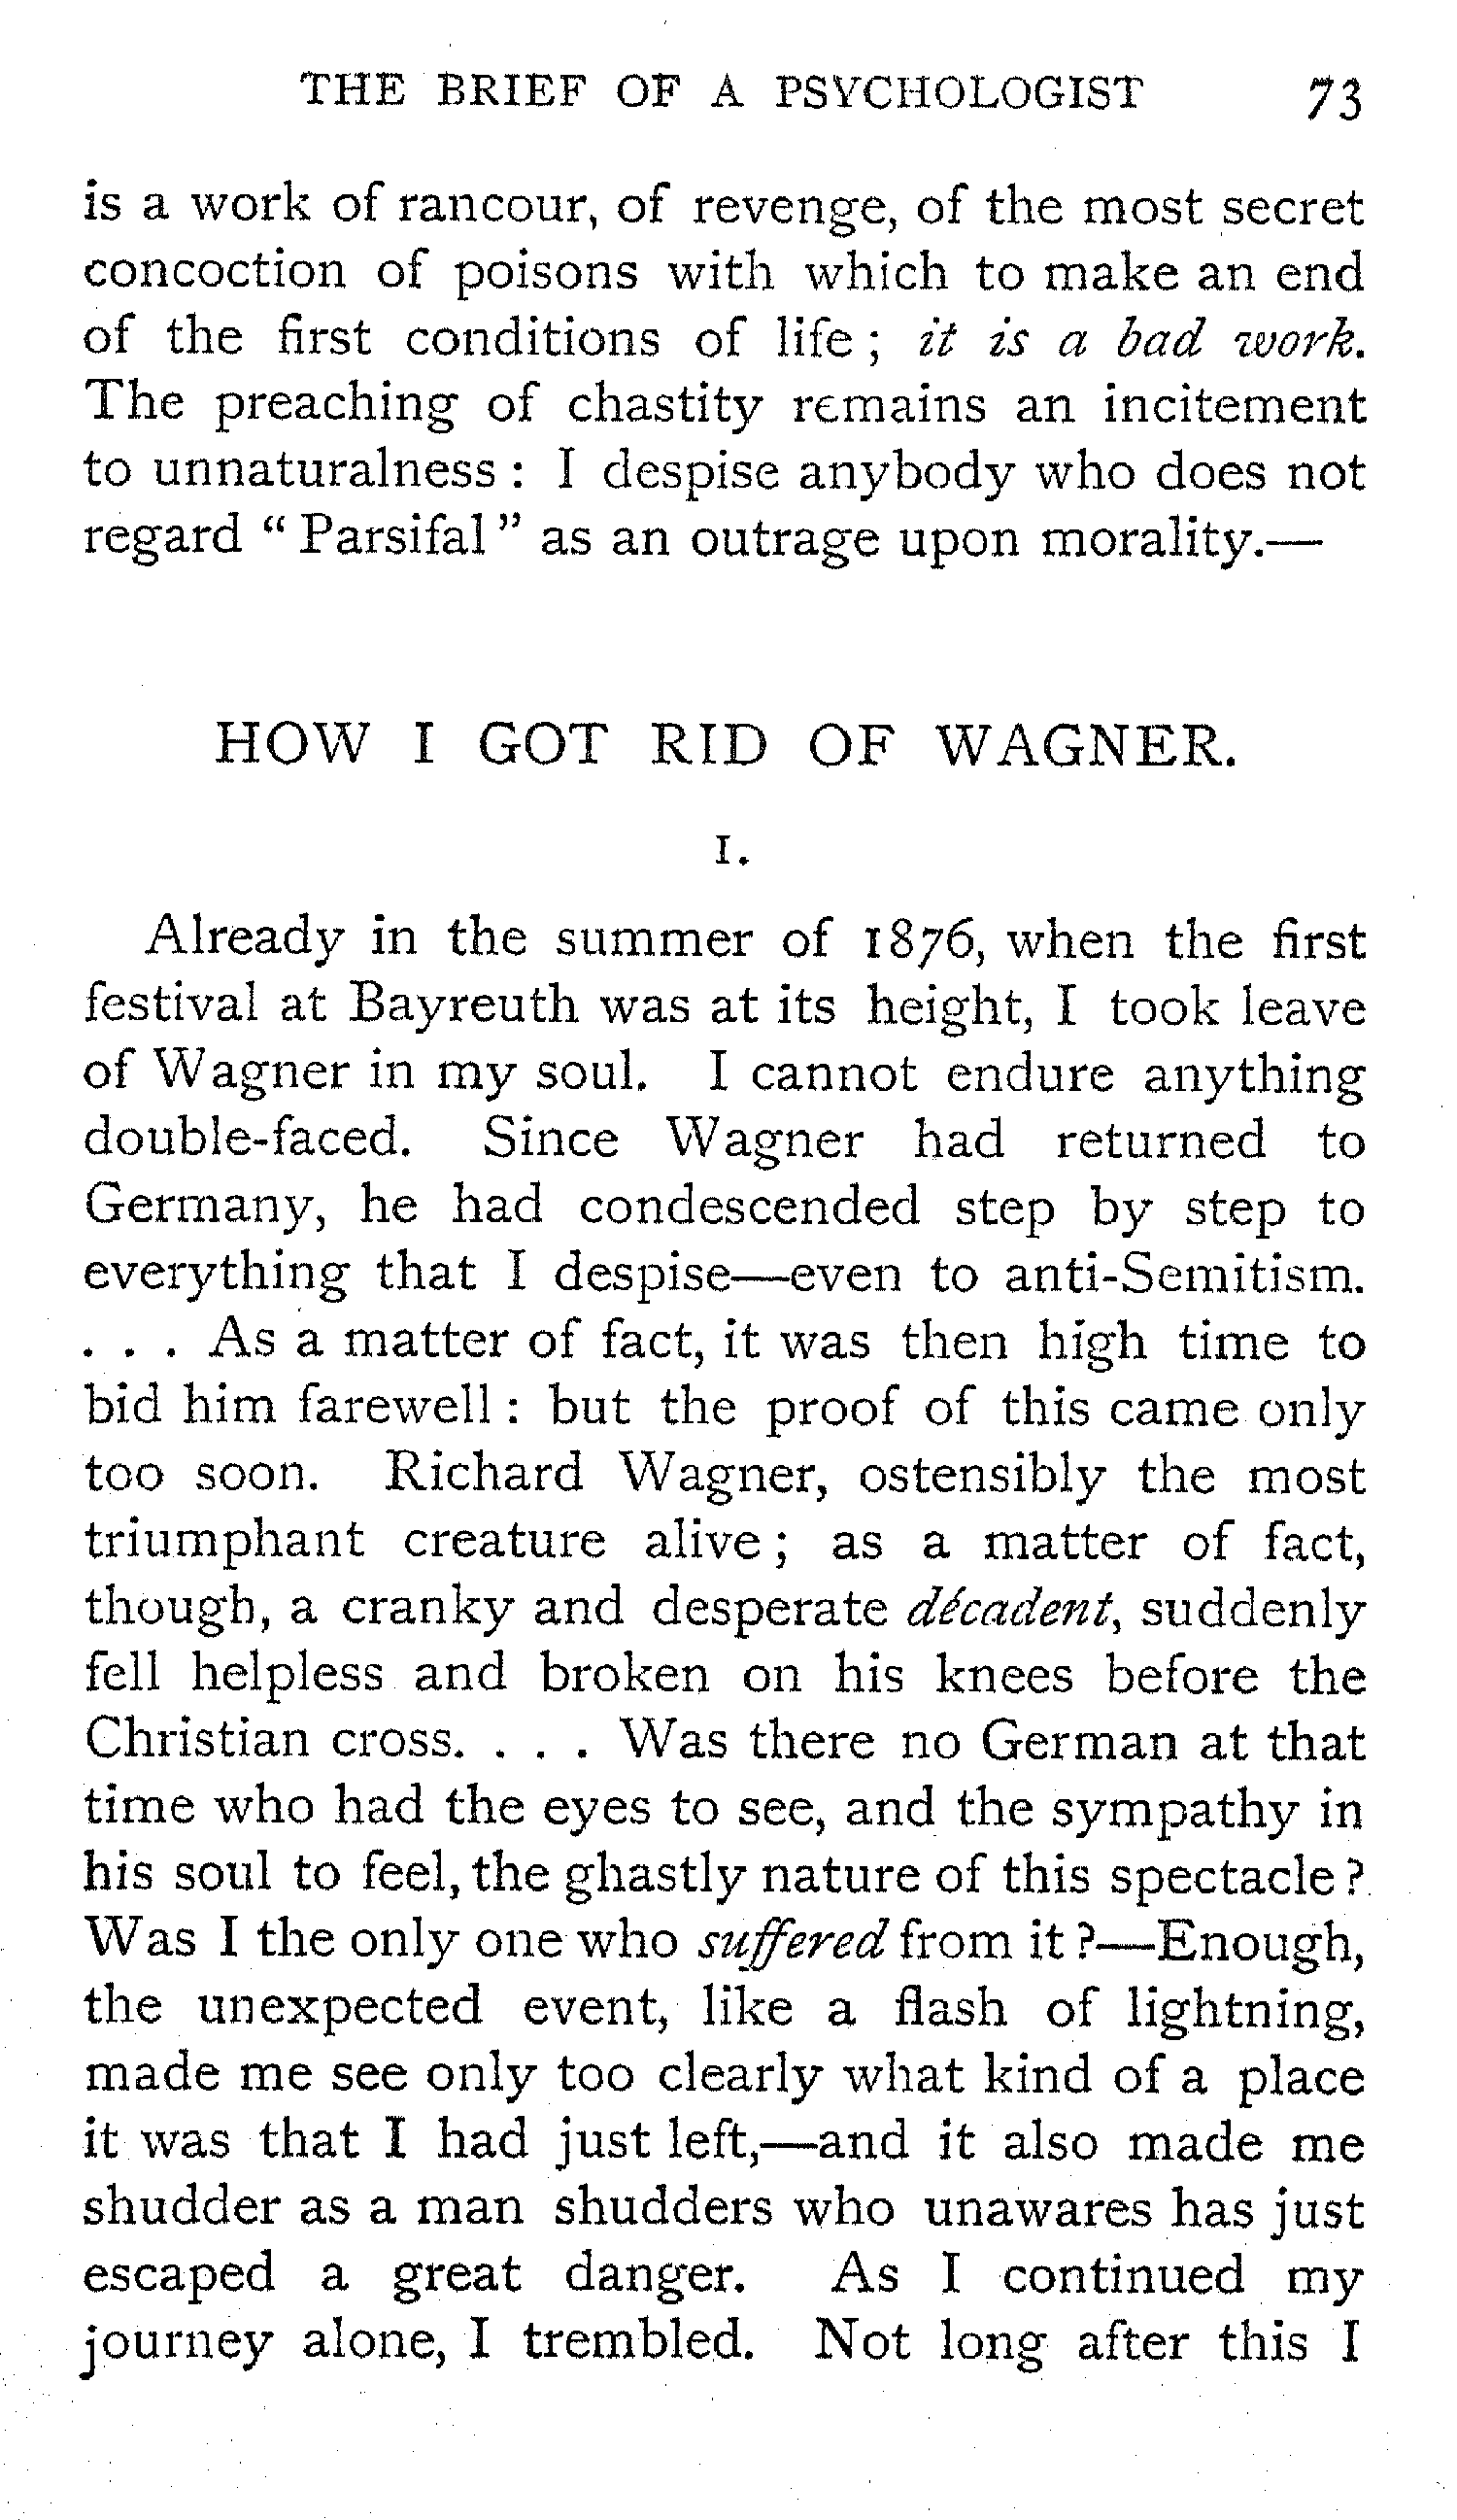 THE BRIEF OF A PSYCHOLOGIST 73
is a work of rancour, of revenge, of the most secret
concoction of poisons with which to make an end
of the first conditions of life ; it is a bad work.
The preaching of chastity remains an incitement
to unnaturalness : I despise anybody who does not
regard “ Parsifal ” as an outrage upon morality.—
HOW I GOT RID OF WAGNER.
I.
Already in the summer of 1876, when the first
festival at Bayreuth was at its height, I took leave
of Wagner in my soul. I cannot endure anything
double-faced. Since Wagner had returned to
Germany, he had condescended step by step to
everything that I despise—even to anti-Semitism.
. . . As a matter of fact, it was then high time to
bid him farewell : but the proof of this came only
too soon. Richard Wagner, ostensibly the most
triumphant creature alive ; as a matter of fact,
though, a cranky and desperate décadent, suddenly
fell helpless and broken on his knees before the
Christian cross. . . . Was there no German at that
time who had the eyes to see, and the sympathy in
his soul to feel, the ghastly nature of this spectacle ?
Was I the only one who suffered from it ?—Enough,
the unexpected event, like a flash of lightning,
made me see only too clearly what kind of a place
it was that I had just left,—and it also made me
shudder as a man shudders who unawares has just
escaped a great danger. As I continued my
journey alone, I trembled. Not long after this I